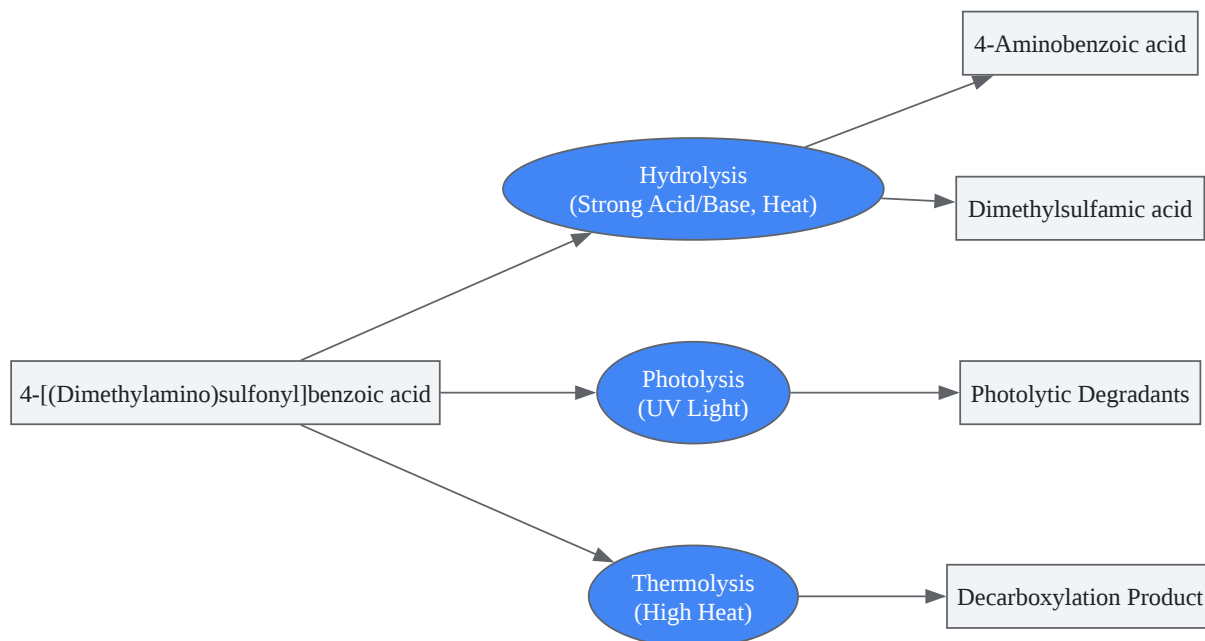 4-Aminobenzoic acid
Hydrolysis
(Strong Acid/Base, Heat)
Dimethylsulfamic acid
4-[(Dimethylamino)sulfonyl]benzoic acid
Photolysis
(UV Light)
Photolytic Degradants
Thermolysis
(High Heat)
Decarboxylation Product